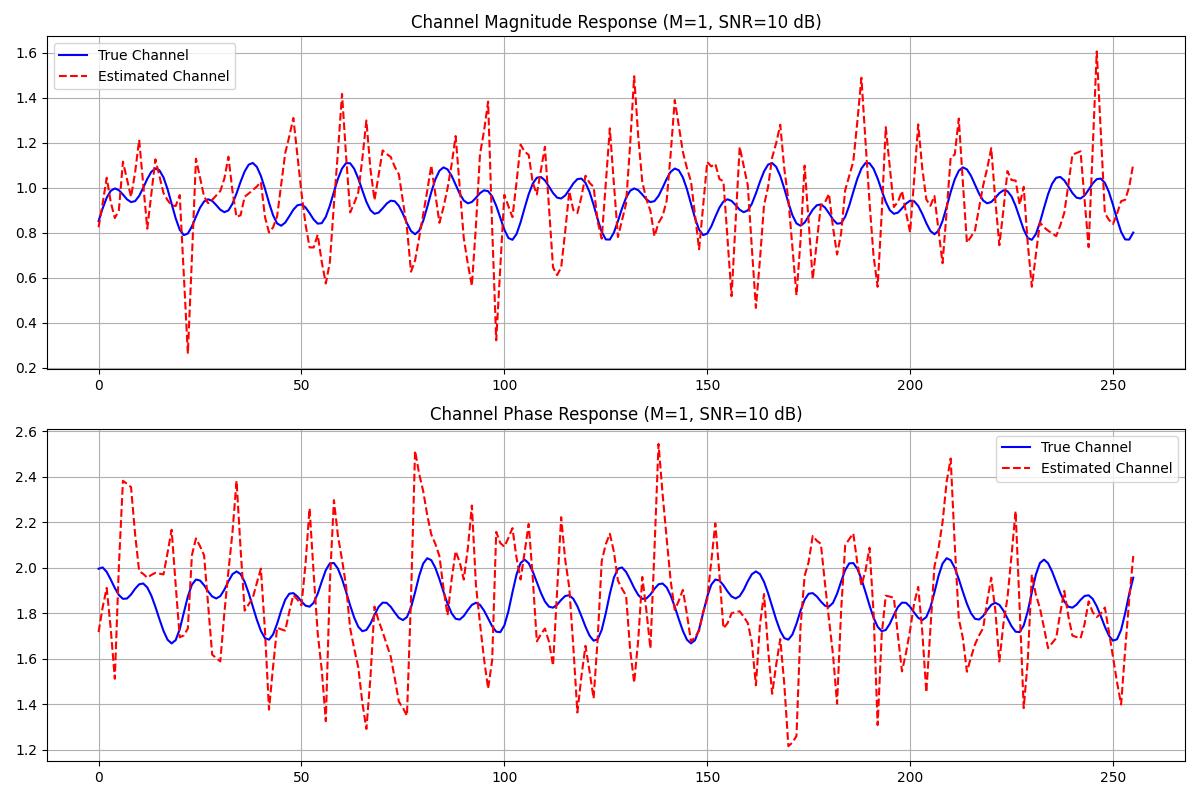 Channel Magnitude Response (M=1, SNR=10 dB)
True Channel
Estimated Channel
1.6
1.4
1.2
1.0
0.8
0.6
0.4
0.2
0 50 100 150 200 250
Channel Phase Response (M=1, SNR=10 dB)
True Channel
Estimated Channel
2.6
2.4
2.2
2.0
1.8
1.6
1.4
1.2
0 50 100 150 200 250